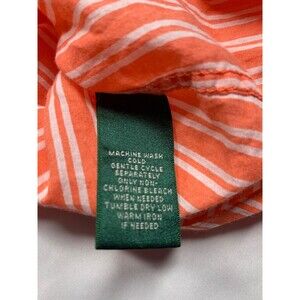 MACHINE WASH
COLD
GENTLE CYCLE
SEPARATELY
ONLY NON-
CHLORINE BLEACH
WHEN NEEDED
TUMBLE DRY LOW
WARM IRON
IF NEEDED